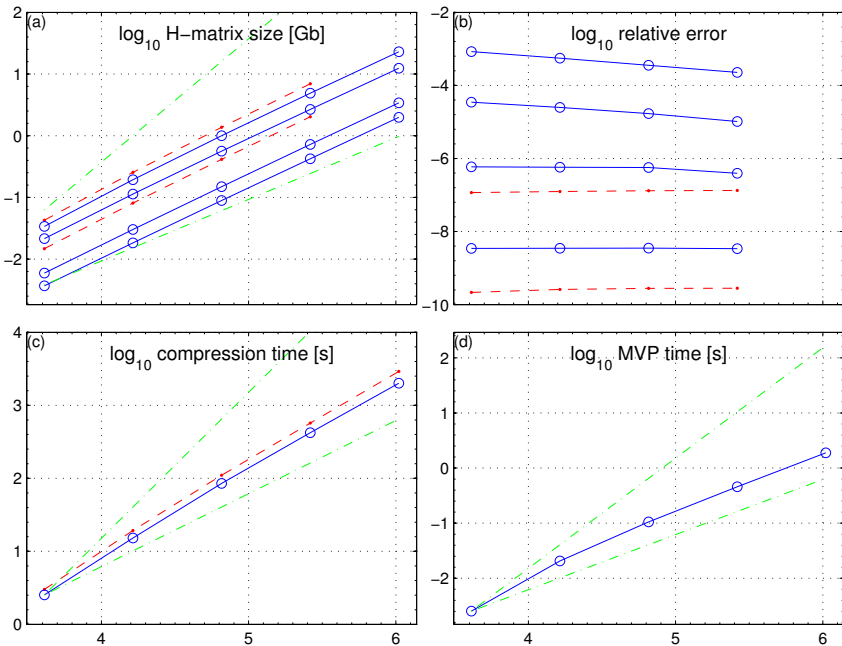 (a)
log10 H−matrix size [Gb]
2
1
0
−1
−2
(b)
log10 relative error
−2
−4
−6
−8
−10
(c)
log10 compression time [s]
4
3
2
1
0
4 5 6
(d)
log10 MVP time [s]
2
1
0
−1
−2
4 5 6